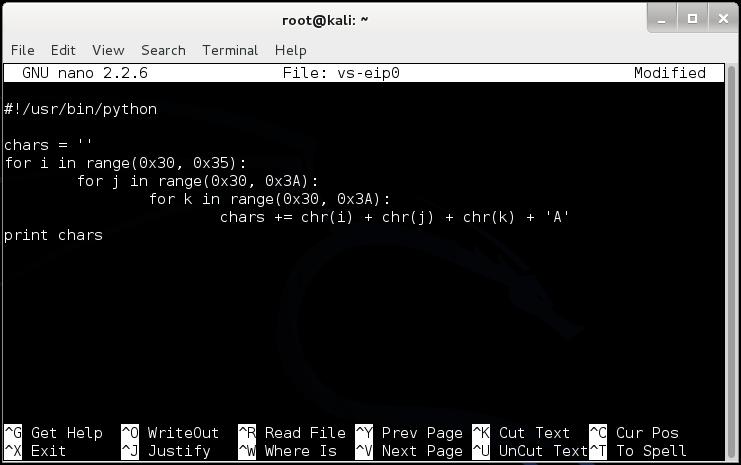 root@kali: ~
File Edit View Search Terminal Help
GNU nano 2.2.6 File: vs-eip0 Modified
#!/usr/bin/python
chars = ''
for i in range(0x30, 0x35):
        for j in range(0x30, 0x3A):
                for k in range(0x30, 0x3A):
                        chars += chr(i) + chr(j) + chr(k) + 'A'
print chars
^G Get Help ^O WriteOut ^R Read File ^Y Prev Page ^K Cut Text ^C Cur Pos
^X Exit ^J Justify ^W Where Is ^V Next Page ^U UnCut Text^T To Spell